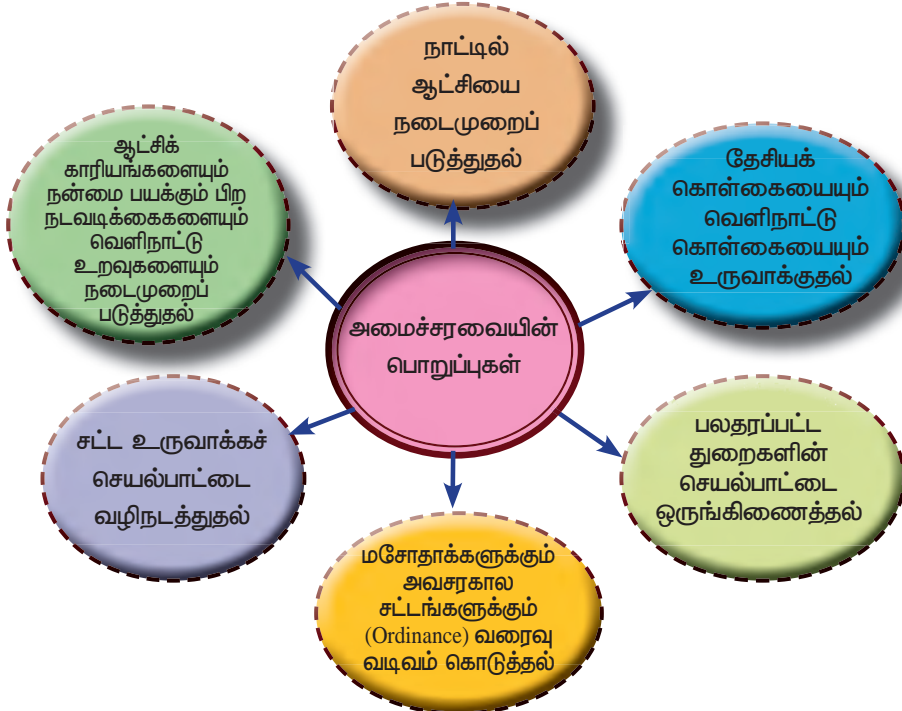 நாட்டில்
ஆட்சியை
நடைமுறைப்
படுத்துதல்
ஆட்சிக்
காரியங்களையும்
நன்மை பயக்கும் பிற
நடவடிக்கைகளையும்
வெளிநாட்டு
உறவுகளையும்
நடைமுறைப்
படுத்துதல்
தேசியக்
கொள்கையையும்
வெளிநாட்டு
கொள்கையையும்
உருவாக்குதல்
அமைச்சரவையின்
பொறுப்புகள்
சட்ட உருவாக்கச்
செயல்பாட்டை
வழிநடத்துதல்
பலதரப்பட்ட
துறைகளின்
செயல்பாட்டை
ஒருங்கிணைத்தல்
மசோதாக்களுக்கும்
அவசரகால
சட்டங்களுக்கும்
(Ordinance) வரைவு
வடிவம் கொடுத்தல்